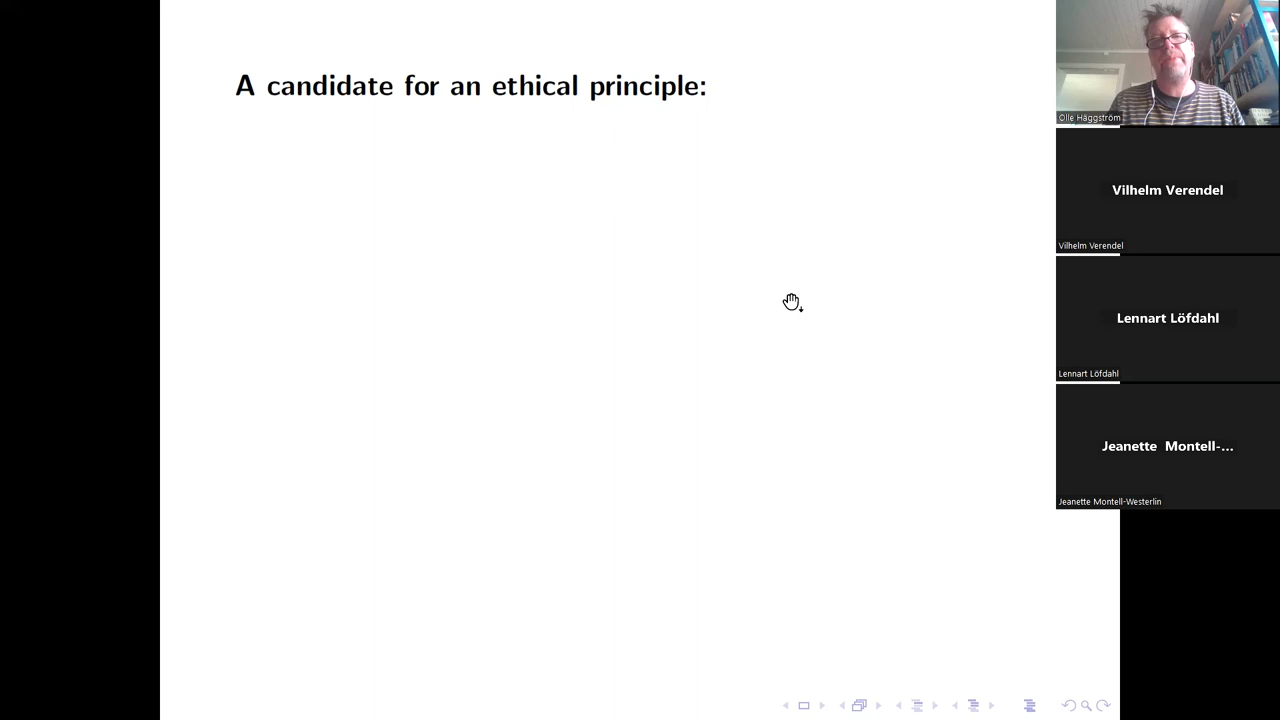 A candidate for an ethical principle:
Olle Häggström
Vilhelm Verendel
Vilhelm Verendel
Lennart Löfdahl
Lennart Löfdahl
Jeanette Montell-...
Jeanette Montell-Westerlin